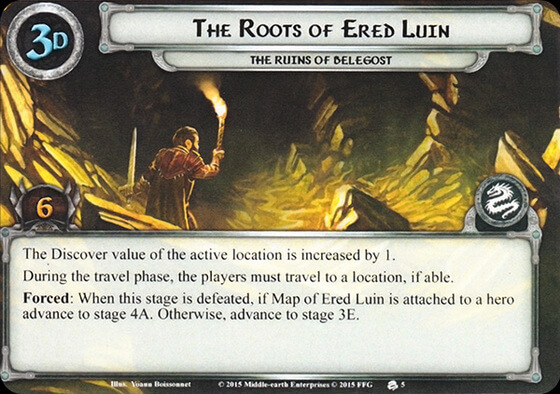 3D
The Roots of Ered Luin
The Ruins of Belegost
6
The Discover value of the active location is increased by 1.
During the travel phase, the players must travel to a location, if able.
Forced: When this stage is defeated, if Map of Ered Luin is attached to a hero
advance to stage 4A. Otherwise, advance to stage 3E.
Illus. Yoann Boissonnet © 2015 Middle-earth Enterprises © 2015 FFG 5